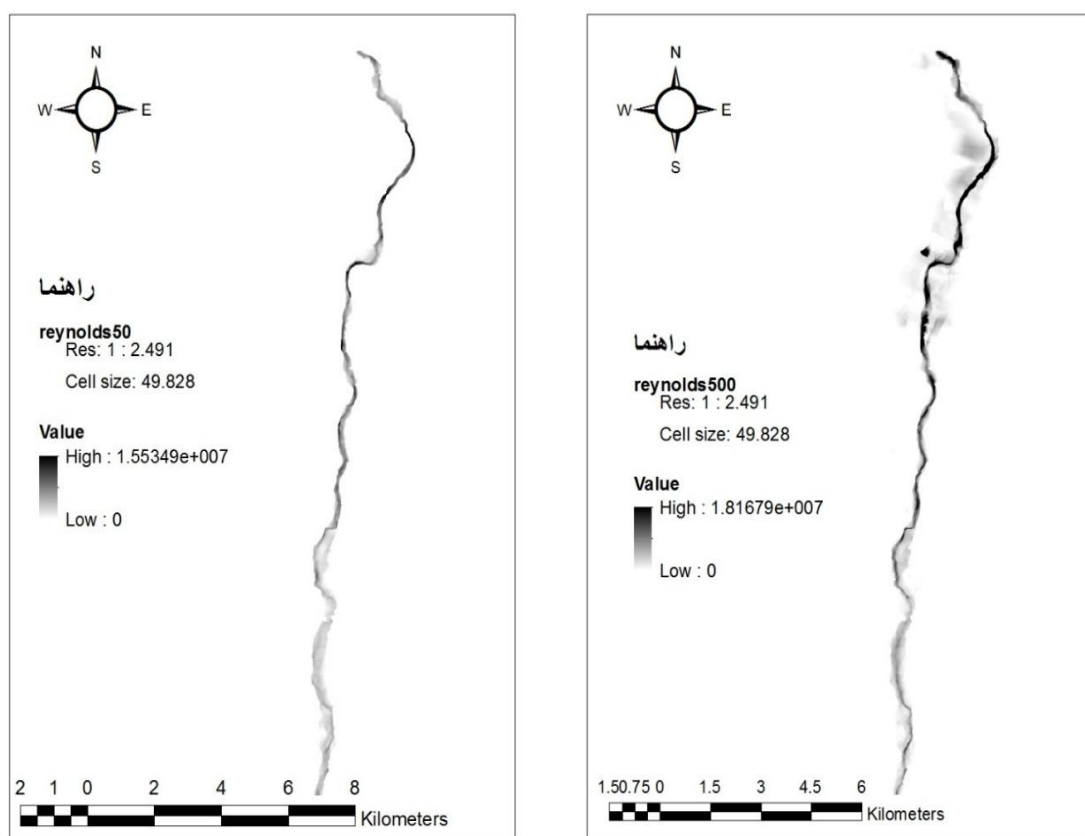 N
W E
S
راهنما
reynolds50
Res: 1 : 2.491
Cell size: 49.828
Value
High : 1.55349e+007
Low : 0
2 1 0 2 4 6 8
Kilometers
N
W E
S
راهنما
reynolds500
Res: 1 : 2.491
Cell size: 49.828
Value
High : 1.81679e+007
Low : 0
1.50.75 0 1.5 3 4.5 6
Kilometers